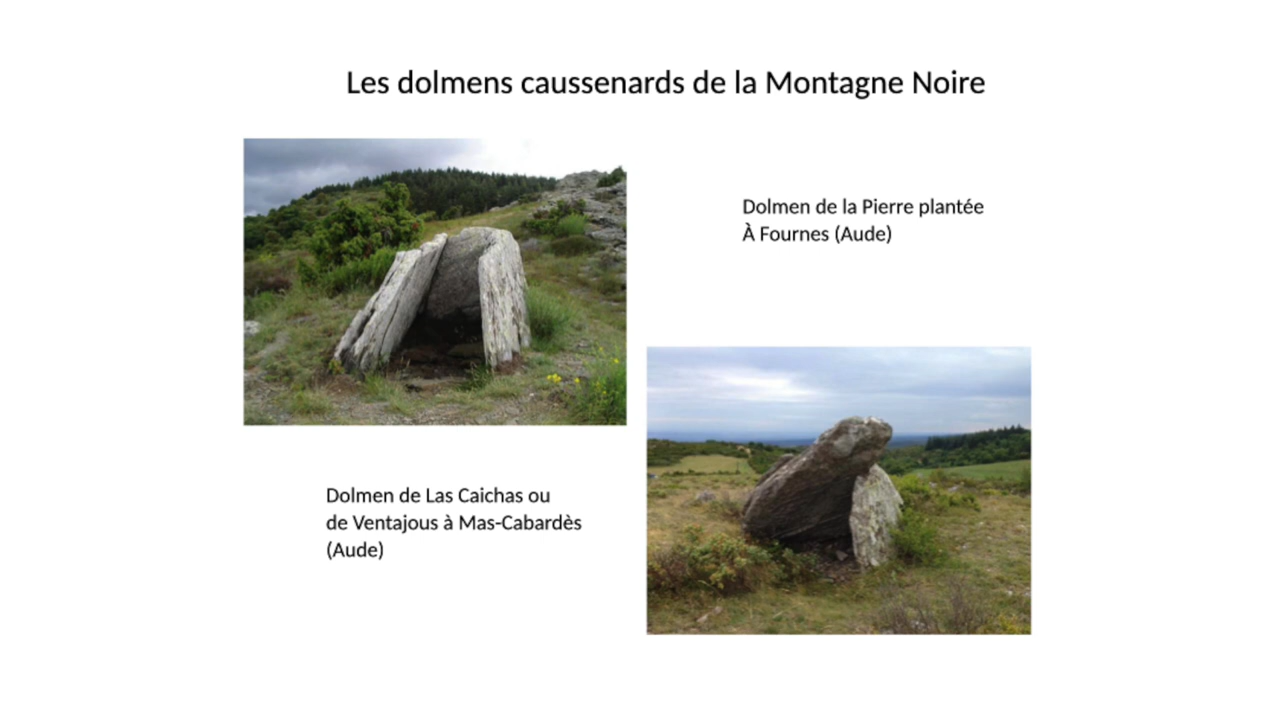 Les dolmens caussenards de la Montagne Noire
Dolmen de la Pierre plantée
À Fournes (Aude)
Dolmen de Las Caichas ou
de Ventajous à Mas-Cabardès
(Aude)